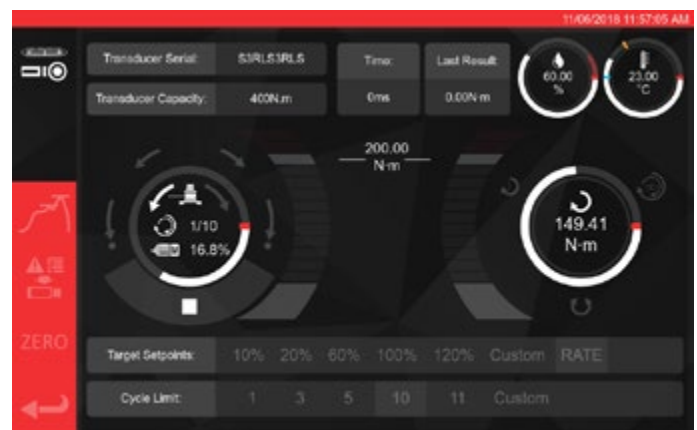 11/06/2018 11:57:05 AM
Transducer Serial: S3RLS3RLS
Time: Last Result:
Transducer Capacity: 400N.m
0ms 0.00N·m
60.00
%
23.00
°C
200.00
N·m
1/10
16.8%
149.41
N·m
ZERO
Target Setpoints: 10% 20% 60% 100% 120% Custom RATE
Cycle Limit: 1 3 5 10 11 Custom